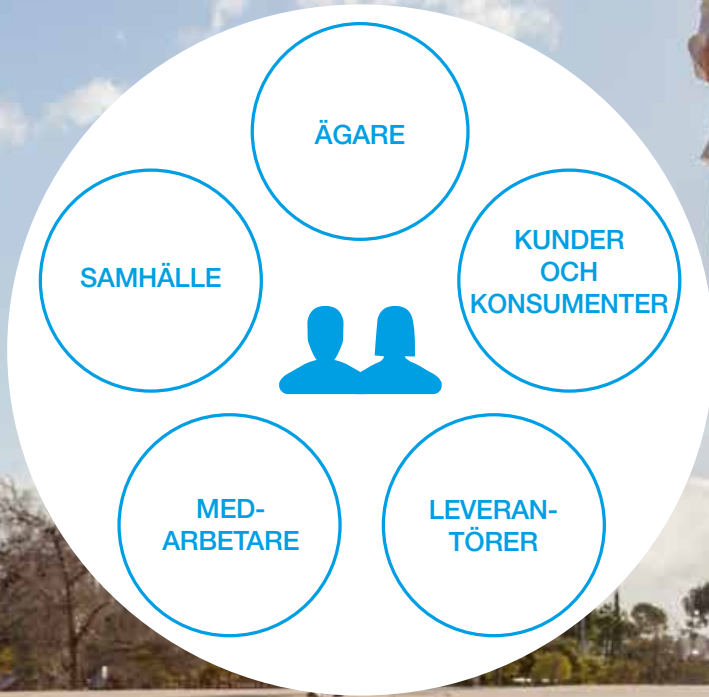 ÄGARE
KUNDER
OCH
KONSUMENTER
SAMHÄLLE
MED-
ARBETARE
LEVERAN-
TÖRER